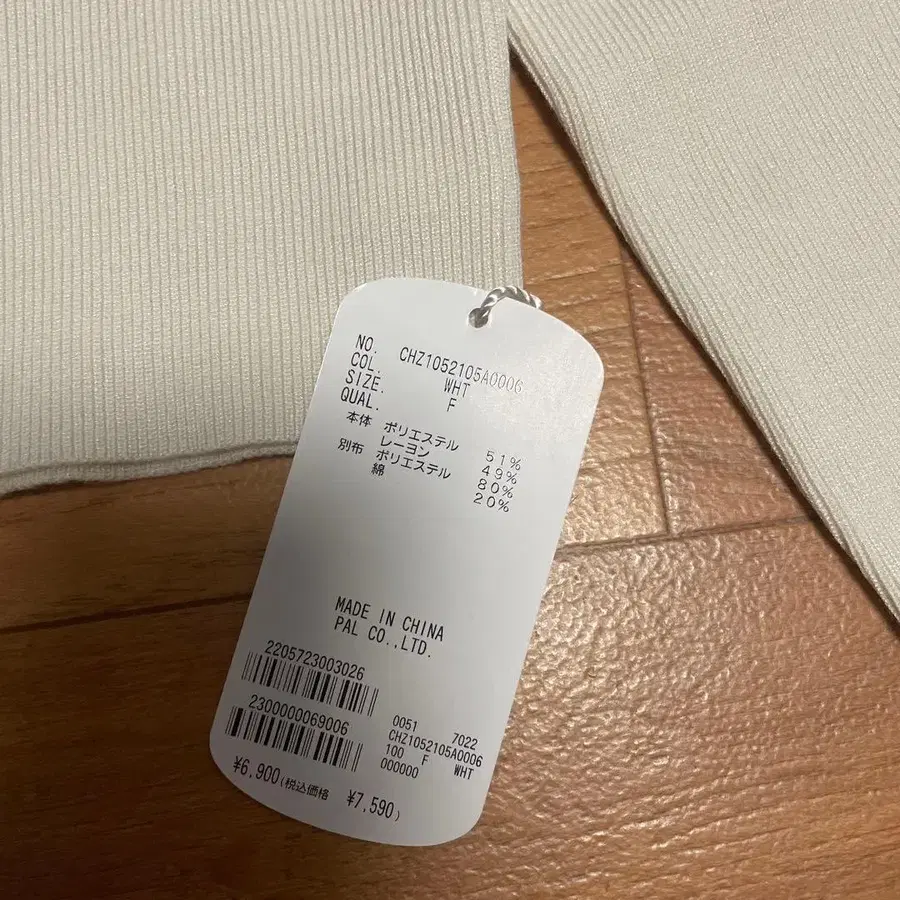 NO. CHZ1052105A0006
COL. WHT
SIZE. F
QUAL.
本体 ポリエステル 51%
レーヨン 49%
別布 ポリエステル 80%
綿 20%
MADE IN CHINA
PAL CO.,LTD.
2205723003026
2300000069006
0051 7022
CHZ1052105A0006
100 F WHT
000000
¥6,900(税込価格 ¥7,590)